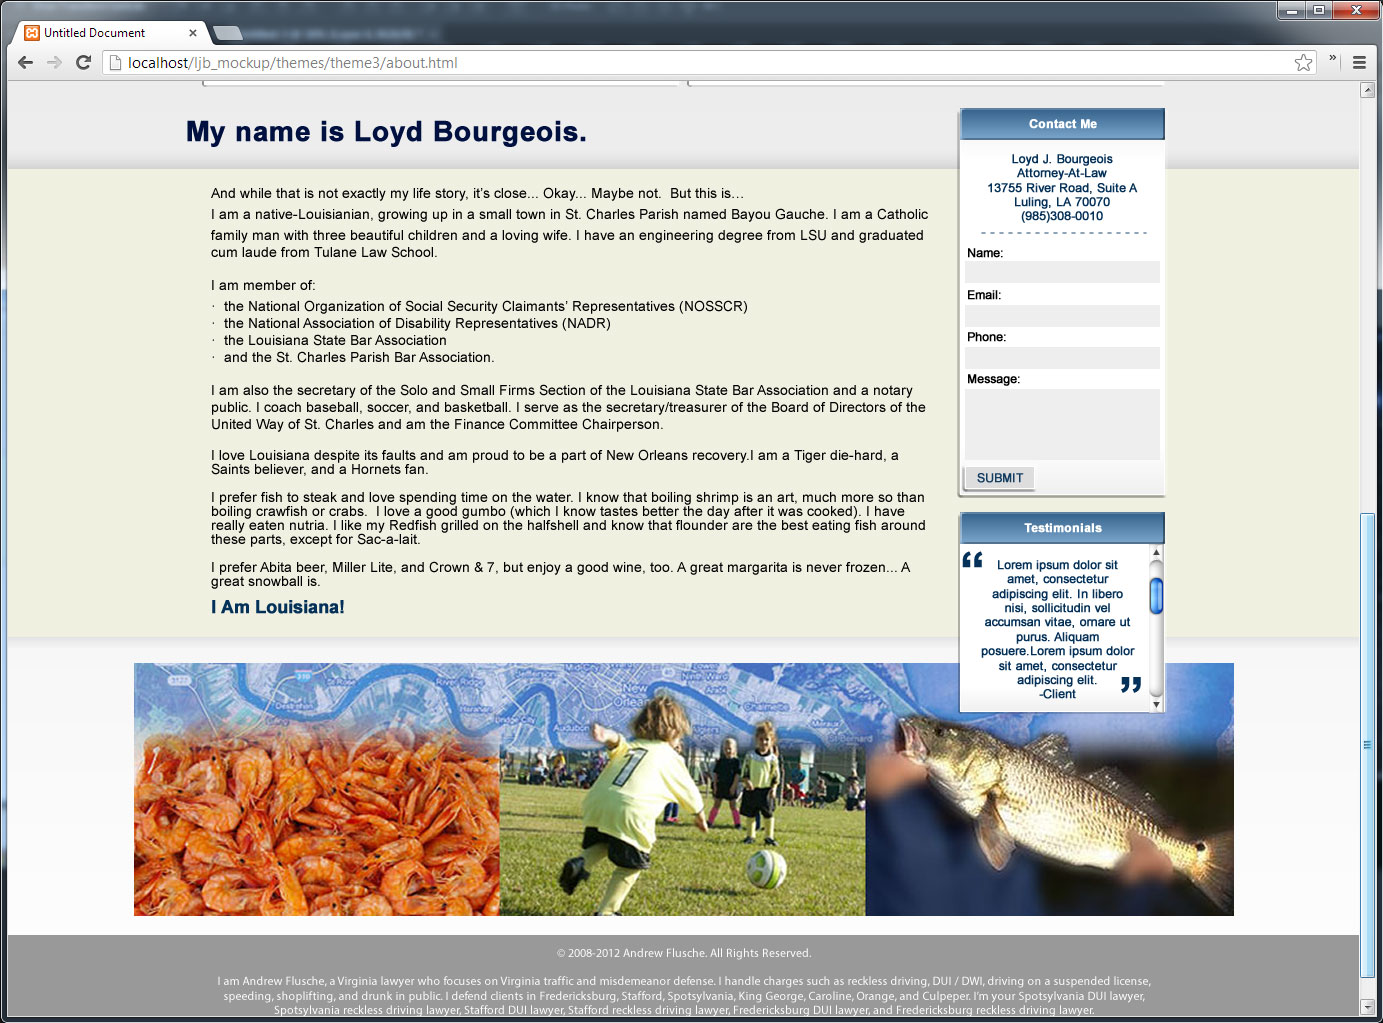 Untitled Document
localhost/ljb_mockup/themes/theme3/about.html
My name is Loyd Bourgeois.
And while that is not exactly my life story, it's close... Okay... Maybe not.  But this is...
I am a native-Louisianian, growing up in a small town in St. Charles Parish named Bayou Gauche. I am a Catholic
family man with three beautiful children and a loving wife. I have an engineering degree from LSU and graduated
cum laude from Tulane Law School.
I am member of:
· the National Organization of Social Security Claimants' Representatives (NOSSCR)
· the National Association of Disability Representatives (NADR)
· the Louisiana State Bar Association
· and the St. Charles Parish Bar Association.
I am also the secretary of the Solo and Small Firms Section of the Louisiana State Bar Association and a notary
public. I coach baseball, soccer, and basketball. I serve as the secretary/treasurer of the Board of Directors of the
United Way of St. Charles and am the Finance Committee Chairperson.
I love Louisiana despite its faults and am proud to be a part of New Orleans recovery.I am a Tiger die-hard, a
Saints believer, and a Hornets fan.
I prefer fish to steak and love spending time on the water. I know that boiling shrimp is an art, much more so than
boiling crawfish or crabs.  I love a good gumbo (which I know tastes better the day after it was cooked). I have
really eaten nutria. I like my Redfish grilled on the halfshell and know that flounder are the best eating fish around
these parts, except for Sac-a-lait.
I prefer Abita beer, Miller Lite, and Crown & 7, but enjoy a good wine, too. A great margarita is never frozen... A
great snowball is.
I Am Louisiana!
Contact Me
Loyd J. Bourgeois
Attorney-At-Law
13755 River Road, Suite A
Luling, LA 70070
(985)308-0010
Name:
Email:
Phone:
Message:
SUBMIT
Testimonials
“ Lorem ipsum dolor sit
amet, consectetur
adipiscing elit. In libero
nisi, sollicitudin vel
accumsan vitae, ornare ut
purus. Aliquam
posuere.Lorem ipsum dolor
sit amet, consectetur
adipiscing elit.
-Client ”
3127
310
River Ridge
Destrehan
Harahan
Bridge City
Audubon
New
Orleans
Algiers
Ninth Ward
Arabi
Chalmette
Meraux
St Bernard
1
© 2008-2012 Andrew Flusche. All Rights Reserved.
I am Andrew Flusche, a Virginia lawyer who focuses on Virginia traffic and misdemeanor defense. I handle charges such as reckless driving, DUI / DWI, driving on a suspended license,
speeding, shoplifting, and drunk in public. I defend clients in Fredericksburg, Stafford, Spotsylvania, King George, Caroline, Orange, and Culpeper. I'm your Spotsylvania DUI lawyer,
Spotsylvania reckless driving lawyer, Stafford DUI lawyer, Stafford reckless driving lawyer, Fredericksburg DUI lawyer, and Fredericksburg reckless driving lawyer.